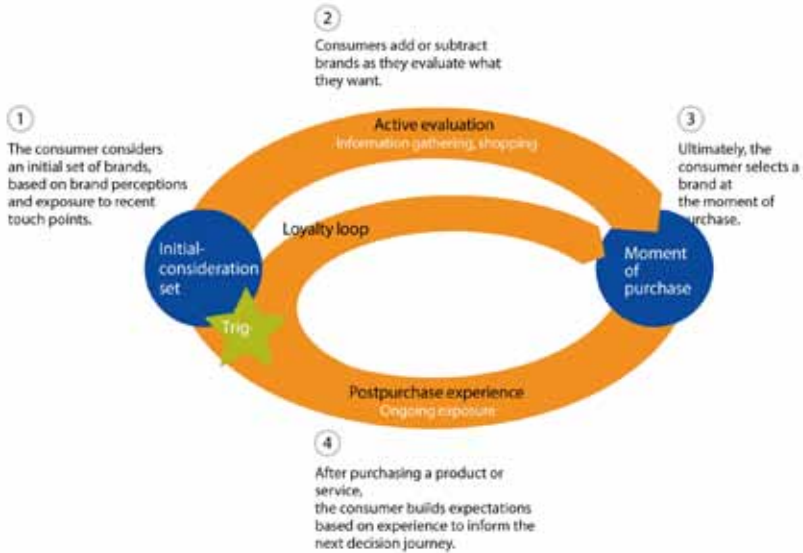 2
Consumers add or subtract
brands as they evaluate what
they want.
1
The consumer considers
an initial set of brands,
based on brand perceptions
and exposure to recent
touch points.
Active evaluation
Information gathering, shopping
3
Ultimately, the
consumer selects a
brand at
the moment of
purchase.
Loyalty loop
Initial-
consideration
set
Moment
of
purchase
Trig
Postpurchase experience
Ongoing exposure
4
After purchasing a product or
service,
the consumer builds expectations
based on experience to inform the
next decision journey.